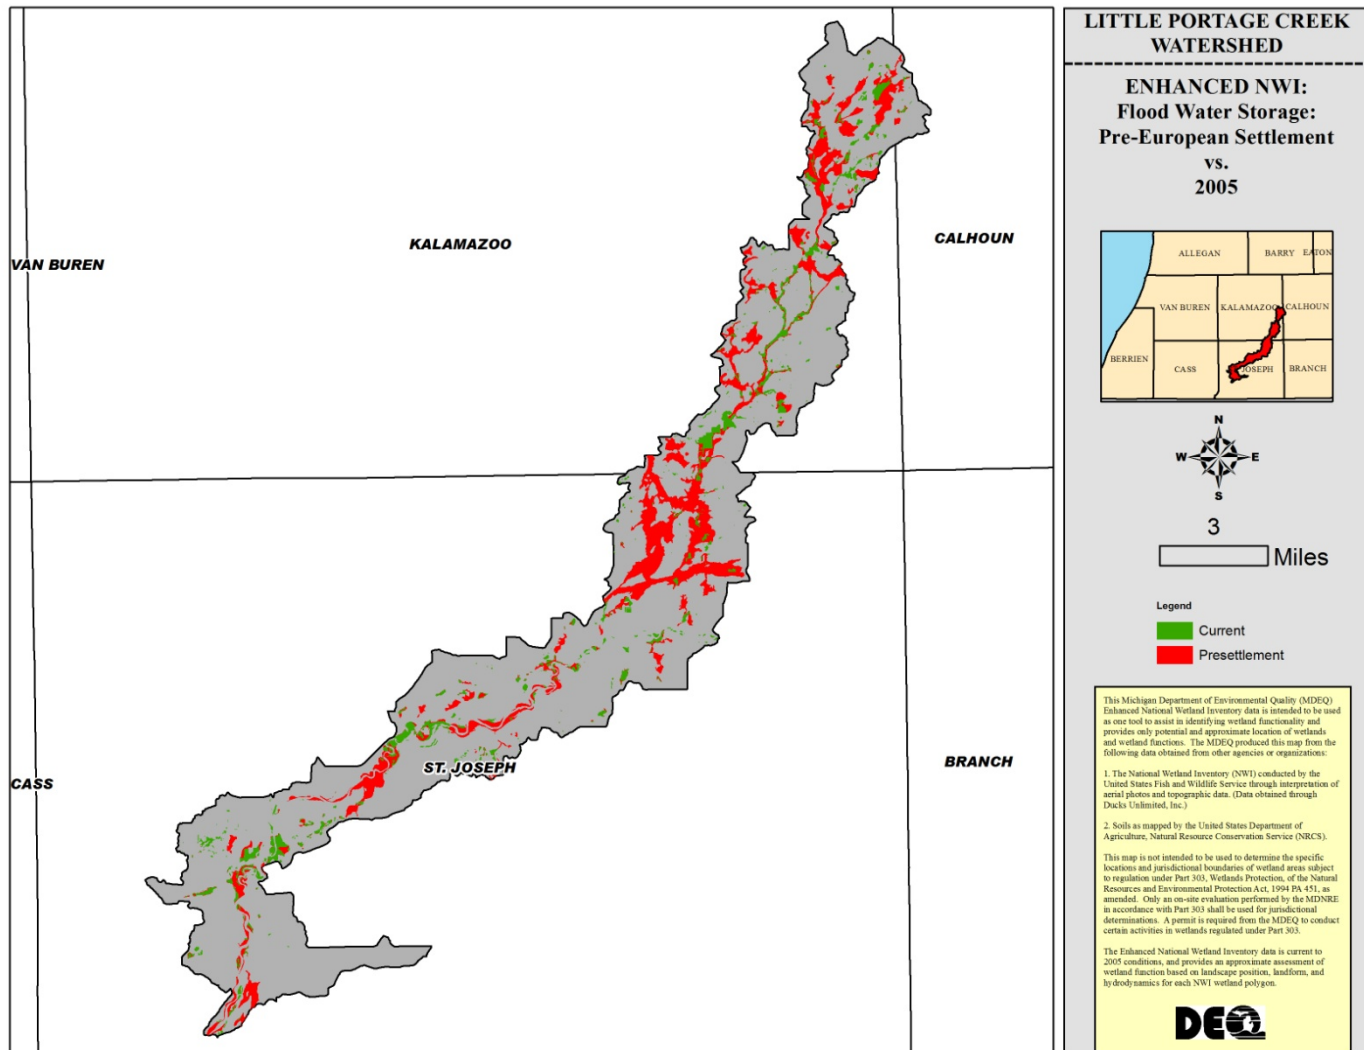 LITTLE PORTAGE CREEK
WATERSHED
ENHANCED NWI:
Flood Water Storage:
Pre-European Settlement
vs.
2005
KALAMAZOO
CALHOUN
VAN BUREN
ST. JOSEPH
BRANCH
CASS
ALLEGAN
BARRY
EATON
VAN BUREN
KALAMAZOO
CALHOUN
BERRIEN
CASS
JOSEPH
BRANCH
N
W
E
S
3
Miles
Legend
Current
Presettlement
This Michigan Department of Environmental Quality (MDEQ)
Enhanced National Wetland Inventory data is intended to be used
as one tool to assist in identifying wetland functionality and
provides only potential and approximate location of wetlands
and wetland functions. The MDEQ produced this map from the
following data obtained from other agencies or organizations:
1. The National Wetland Inventory (NWI) conducted by the
United States Fish and Wildlife Service through interpretation of
aerial photos and topographic data. (Data obtained through
Ducks Unlimited, Inc.)
2. Soils as mapped by the United States Department of
Agriculture, Natural Resource Conservation Service (NRCS).
This map is not intended to be used to determine the specific
locations and jurisdictional boundaries of wetland areas subject
to regulation under Part 303, Wetlands Protection, of the Natural
Resources and Environmental Protection Act, 1994 PA 451, as
amended. Only an on-site evaluation performed by the MDNRE
in accordance with Part 303 shall be used for jurisdictional
determinations. A permit is required from the MDEQ to conduct
certain activities in wetlands regulated under Part 303.
The Enhanced National Wetland Inventory data is current to
2005 conditions, and provides an approximate assessment of
wetland function based on landscape position, landform, and
hydrodynamics for each NWI wetland polygon.
DEQ